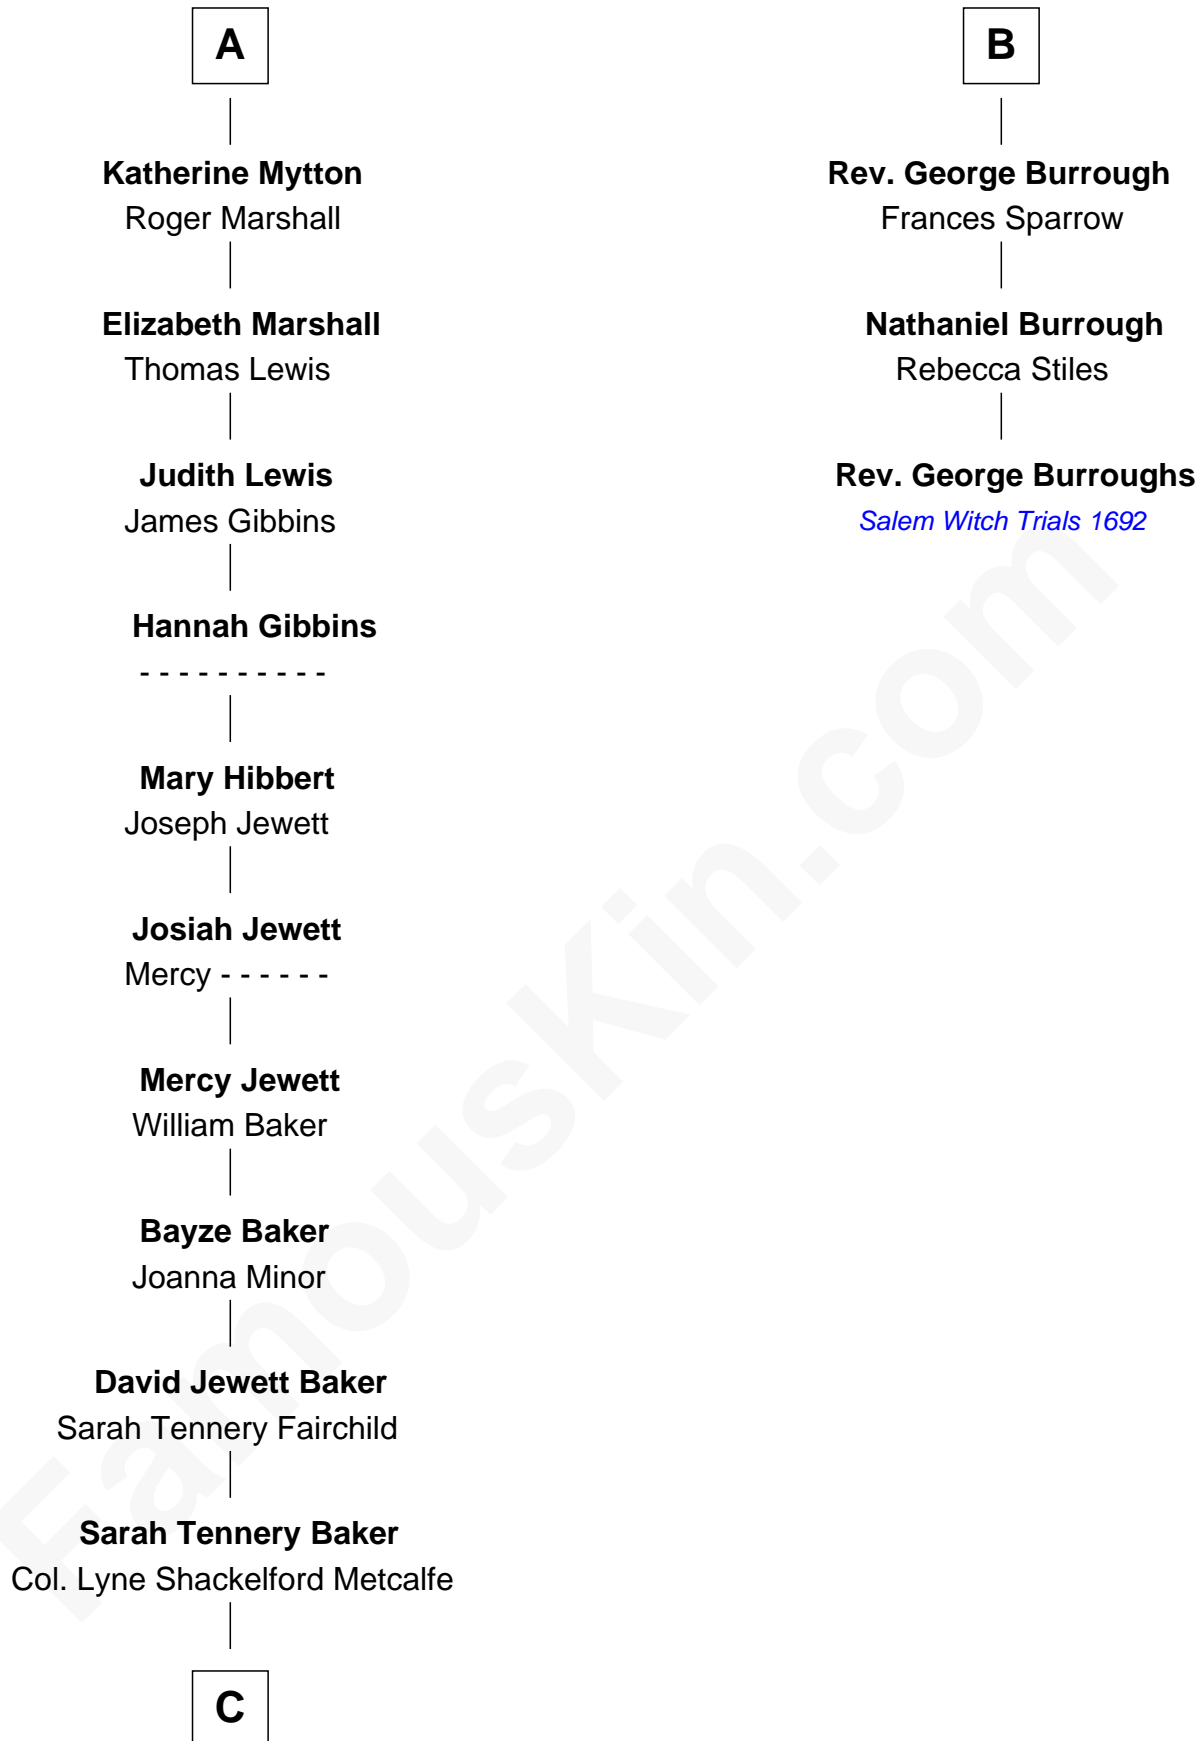 A
Katherine Mytton
Roger Marshall
Elizabeth Marshall
Thomas Lewis
Judith Lewis
James Gibbins
Hannah Gibbins
- - - - - - - - - -
Mary Hibbert
Joseph Jewett
Josiah Jewett
Mercy - - - - - -
Mercy Jewett
William Baker
Bayze Baker
Joanna Minor
David Jewett Baker
Sarah Tennery Fairchild
Sarah Tennery Baker
Col. Lyne Shackelford Metcalfe
C
B
Rev. George Burrough
Frances Sparrow
Nathaniel Burrough
Rebecca Stiles
Rev. George Burroughs
Salem Witch Trials 1692
FamousKin.com